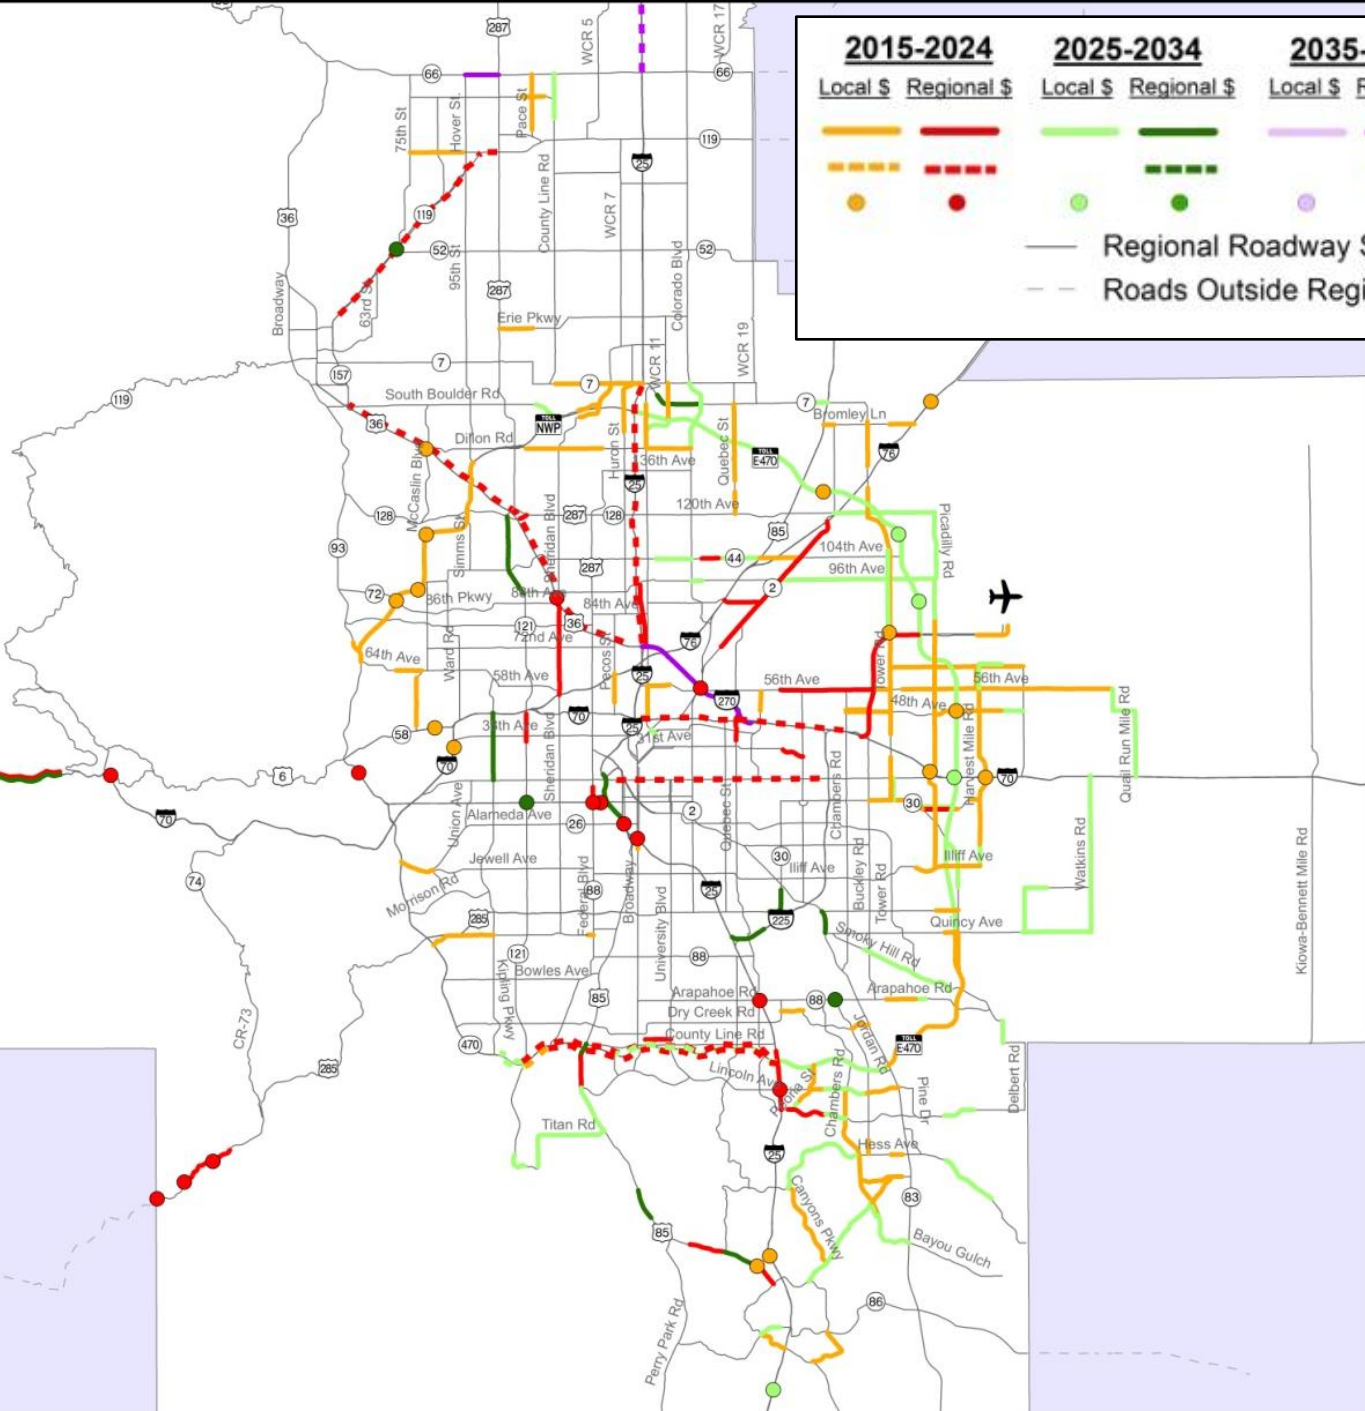 2015-2024
2025-2034
2035-
Local $
Regional $
Local $
Regional $
Local $
R
Regional Roadway S
Roads Outside Regi
287
WCR 5
WCR 17
66
66
75th St
Hover St.
Pace St
119
25
County Line Rd
WCR 7
36
119
52
95th St
52
287
Colorado Blvd
Broadway
63rd S
Erie Pkwy
WCR 11
WCR 19
7
157
7
119
South Boulder Rd
36
TOLL
NWP
7
Bromley Ln
Dillon Rd
McCaslin Blv
Huron St
136th Ave
Quebec St
TOLL
E-470
76
25
120th Ave
128
287
128
Sheridan Blvd
85
Picadilly Rd
93
Simms St
44
104th Ave
287
96th Ave
72
86th Pkwy
88th Ave
84th Ave
2
121
36
72nd Ave
76
Ward Rd
Pecos St
64th Ave
Tower Rd
58th Ave
25
56th Ave
56th Ave
270
48th Ave
58
38th Ave
70
25
31st Ave
Harvest Mile Rd
Quail Run Mile Rd
70
6
Sheridan Blvd
Chambers Rd
70
70
Union Ave
Alameda Ave
26
2
Quebec St
30
Jewell Ave
30
Iliff Ave
Iliff Ave
Watkins Rd
Kiowa-Bennett Mile Rd
74
Morrison Rd
Federal Blvd
88
Broadway
University Blvd
25
Buckley Rd
Tower Rd
285
225
Quincy Ave
121
Smoky Hill Rd
Kipling Pkwy
Bowles Ave
88
85
Arapahoe Rd
88
Arapahoe Rd
Dry Creek Rd
CR-73
470
County Line Rd
Jordan Rd
TOLL
E-470
285
Lincoln Ave
Peoria St
Chambers Rd
Pine Dr
Delbert Rd
Titan Rd
25
Hess Ave
Canyons Pkwy
83
85
Bayou Gulch
86
Perry Park Rd